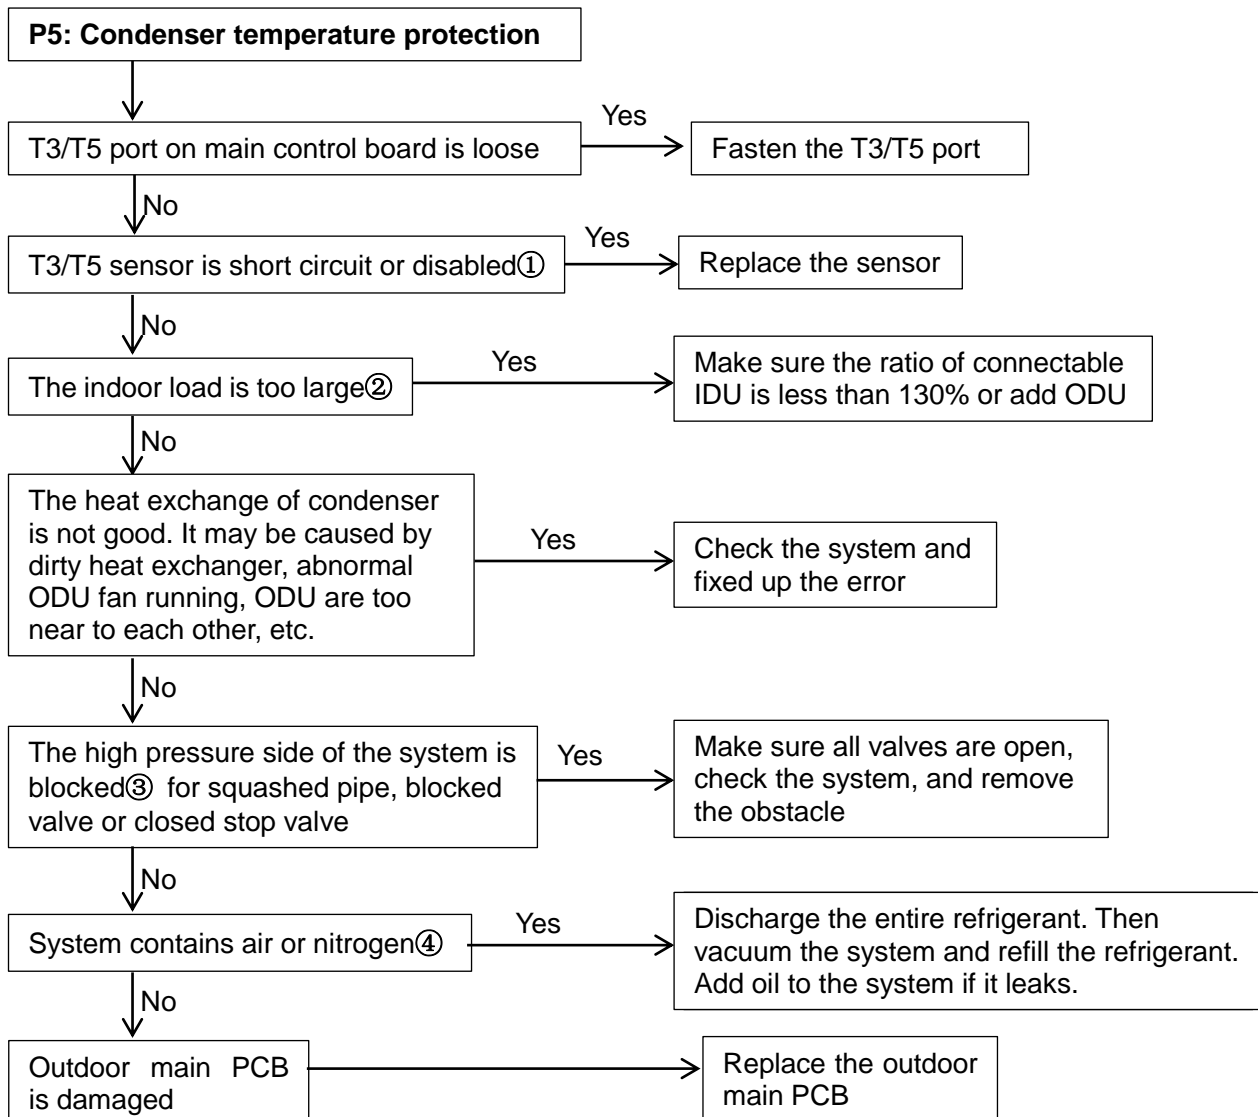 P5: Condenser temperature protection
Yes
T3/T5 port on main control board is loose
Fasten the T3/T5 port
No
Yes
T3/T5 sensor is short circuit or disabled①
Replace the sensor
No
Yes
The indoor load is too large②
Make sure the ratio of connectable
IDU is less than 130% or add ODU
No
The heat exchange of condenser
is not good. It may be caused by
dirty heat exchanger, abnormal
ODU fan running, ODU are too
near to each other, etc.
Yes
Check the system and
fixed up the error
No
The high pressure side of the system is
blocked③ for squashed pipe, blocked
valve or closed stop valve
Yes
Make sure all valves are open,
check the system, and remove
the obstacle
No
System contains air or nitrogen④
Yes
Discharge the entire refrigerant. Then
vacuum the system and refill the refrigerant.
Add oil to the system if it leaks.
No
Outdoor main PCB
is damaged
Replace the outdoor
main PCB